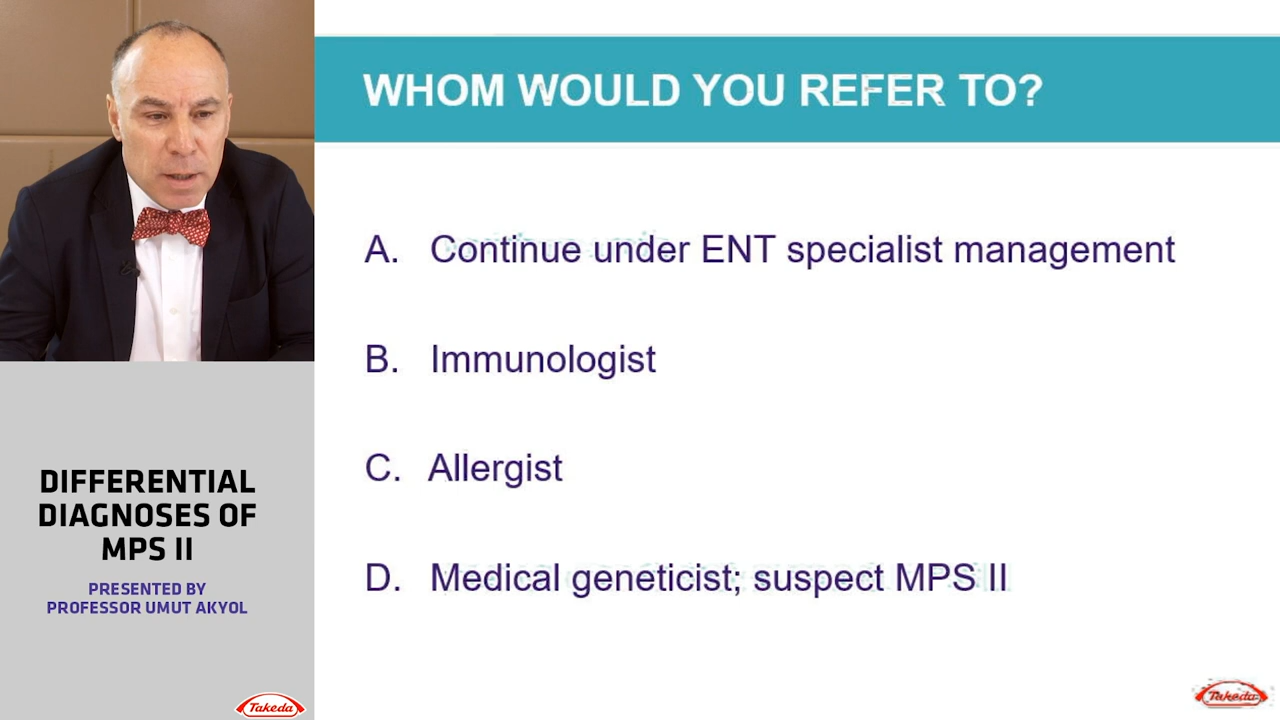 WHOM WOULD YOU REFER TO?
A. Continue under ENT specialist management
B. Immunologist
C. Allergist
D. Medical geneticist; suspect MPS II
DIFFERENTIAL
DIAGNOSES OF
MPS II
PRESENTED BY
PROFESSOR UMUT AKYOL
Takeda
Takeda